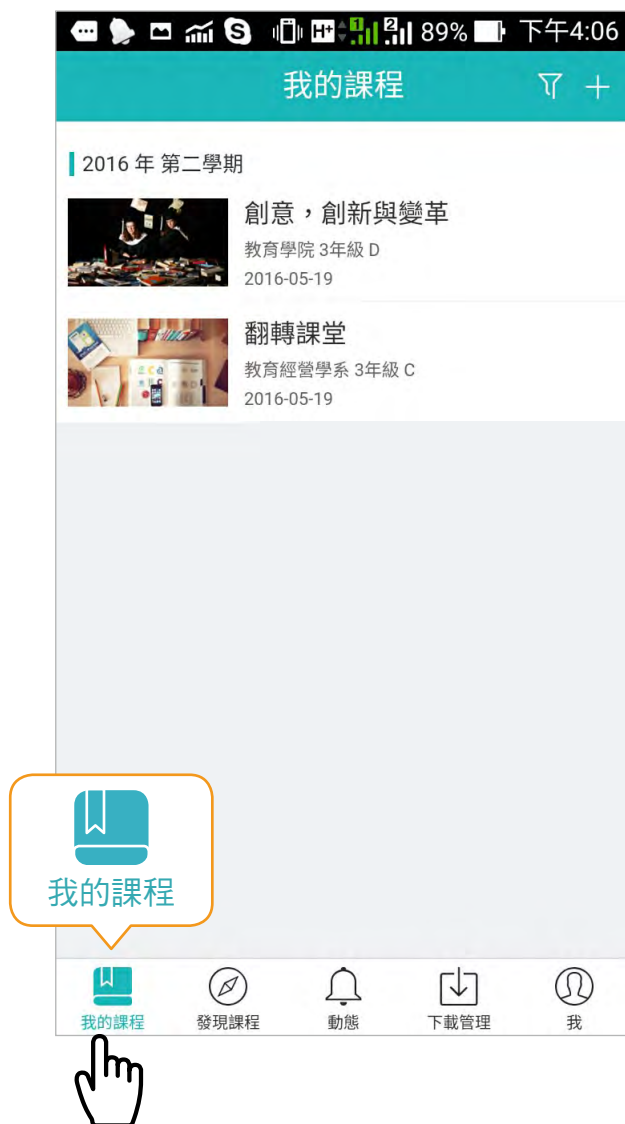 89% 下午4:06
我的課程
2016 年 第二學期
創意，創新與變革
教育學院 3年級 D
2016-05-19
翻轉課堂
教育經營學系 3年級 C
2016-05-19
我的課程
我的課程 發現課程 動態 下載管理 我